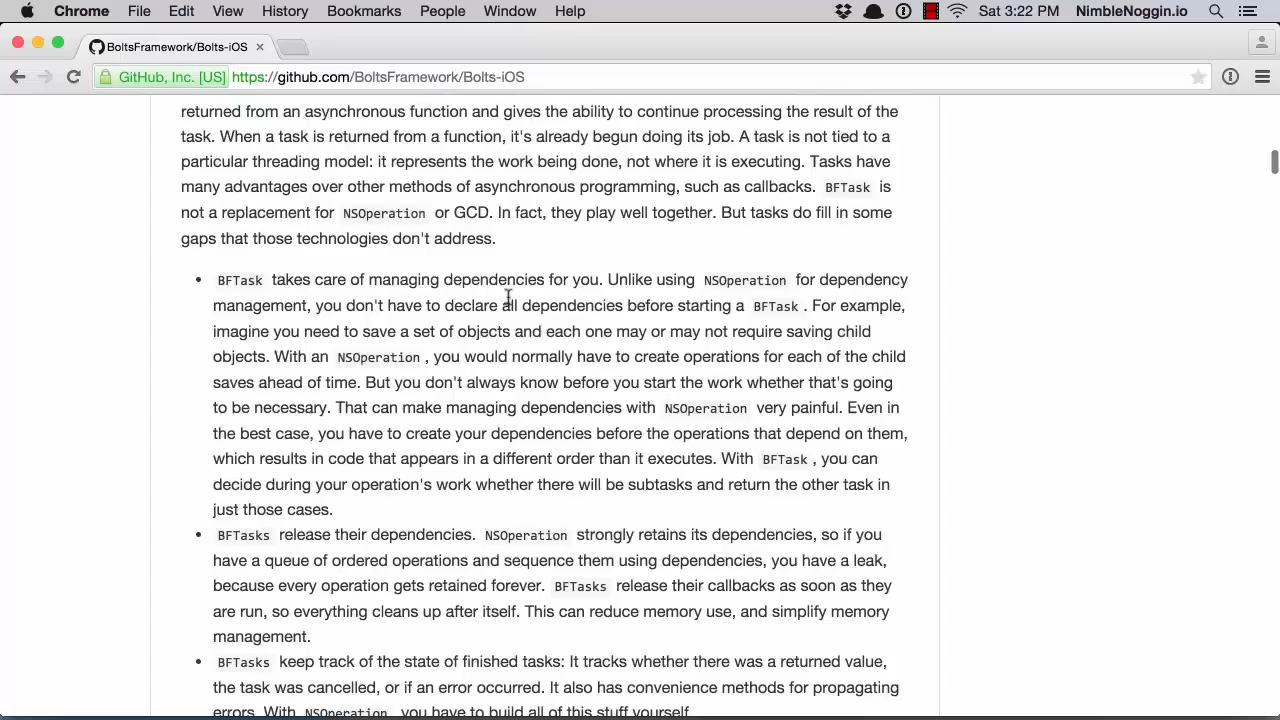 Chrome File Edit View History Bookmarks People Window Help Sat 3:22 PM NimbleNoggin.io
BoltsFramework/Bolts-iOS ×
GitHub, Inc. [US] https://github.com/BoltsFramework/Bolts-iOS
returned from an asynchronous function and gives the ability to continue processing the result of the
task. When a task is returned from a function, it's already begun doing its job. A task is not tied to a
particular threading model: it represents the work being done, not where it is executing. Tasks have
many advantages over other methods of asynchronous programming, such as callbacks. BFTask is
not a replacement for NSOperation or GCD. In fact, they play well together. But tasks do fill in some
gaps that those technologies don't address.
• BFTask takes care of managing dependencies for you. Unlike using NSOperation for dependency
management, you don't have to declare all dependencies before starting a BFTask . For example,
imagine you need to save a set of objects and each one may or may not require saving child
objects. With an NSOperation , you would normally have to create operations for each of the child
saves ahead of time. But you don't always know before you start the work whether that's going
to be necessary. That can make managing dependencies with NSOperation very painful. Even in
the best case, you have to create your dependencies before the operations that depend on them,
which results in code that appears in a different order than it executes. With BFTask , you can
decide during your operation's work whether there will be subtasks and return the other task in
just those cases.
• BFTasks release their dependencies. NSOperation strongly retains its dependencies, so if you
have a queue of ordered operations and sequence them using dependencies, you have a leak,
because every operation gets retained forever. BFTasks release their callbacks as soon as they
are run, so everything cleans up after itself. This can reduce memory use, and simplify memory
management.
• BFTasks keep track of the state of finished tasks: It tracks whether there was a returned value,
the task was cancelled, or if an error occurred. It also has convenience methods for propagating
errors. With NSOperation , you have to build all of this stuff yourself.